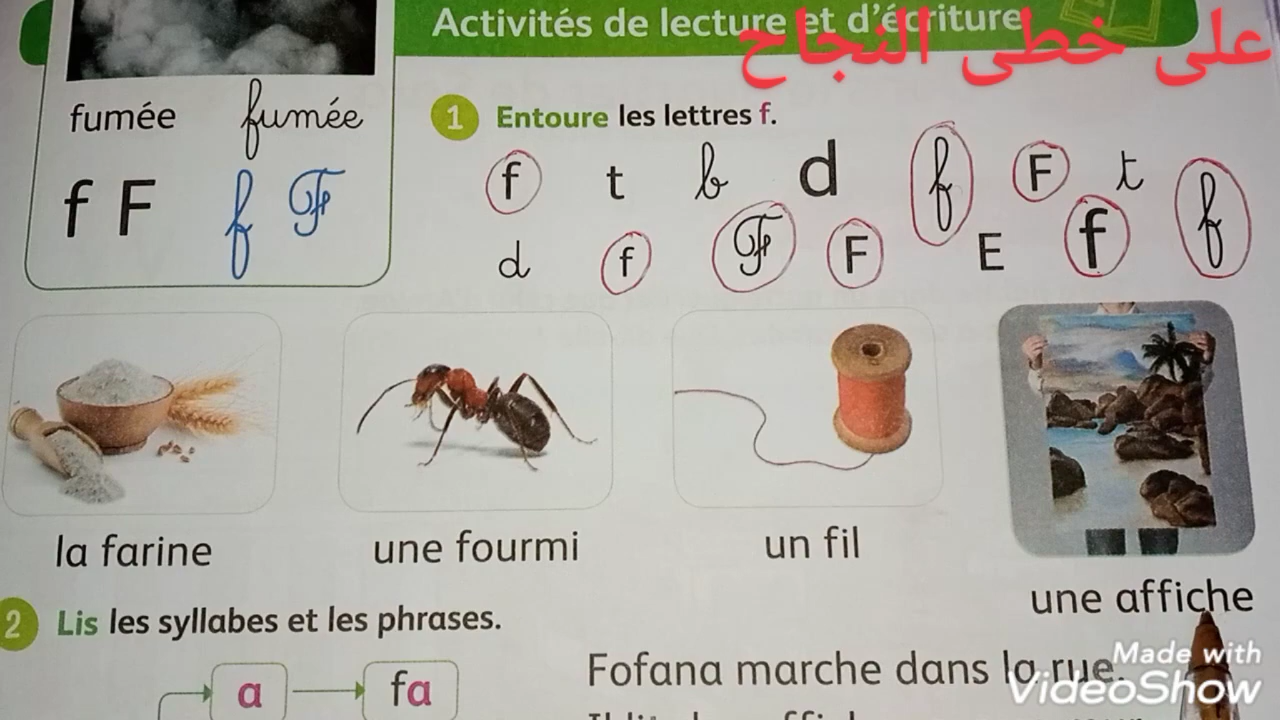 Activités de lecture et d'écriture
على خطى النجاح
fumée fumée
f F f F
1 Entoure les lettres f.
f t b d f F t f
d f F F E f
la farine
une fourmi
un fil
une affiche
2 Lis les syllabes et les phrases.
a fa
Fofana marche dans la rue.
Made with
VideoShow